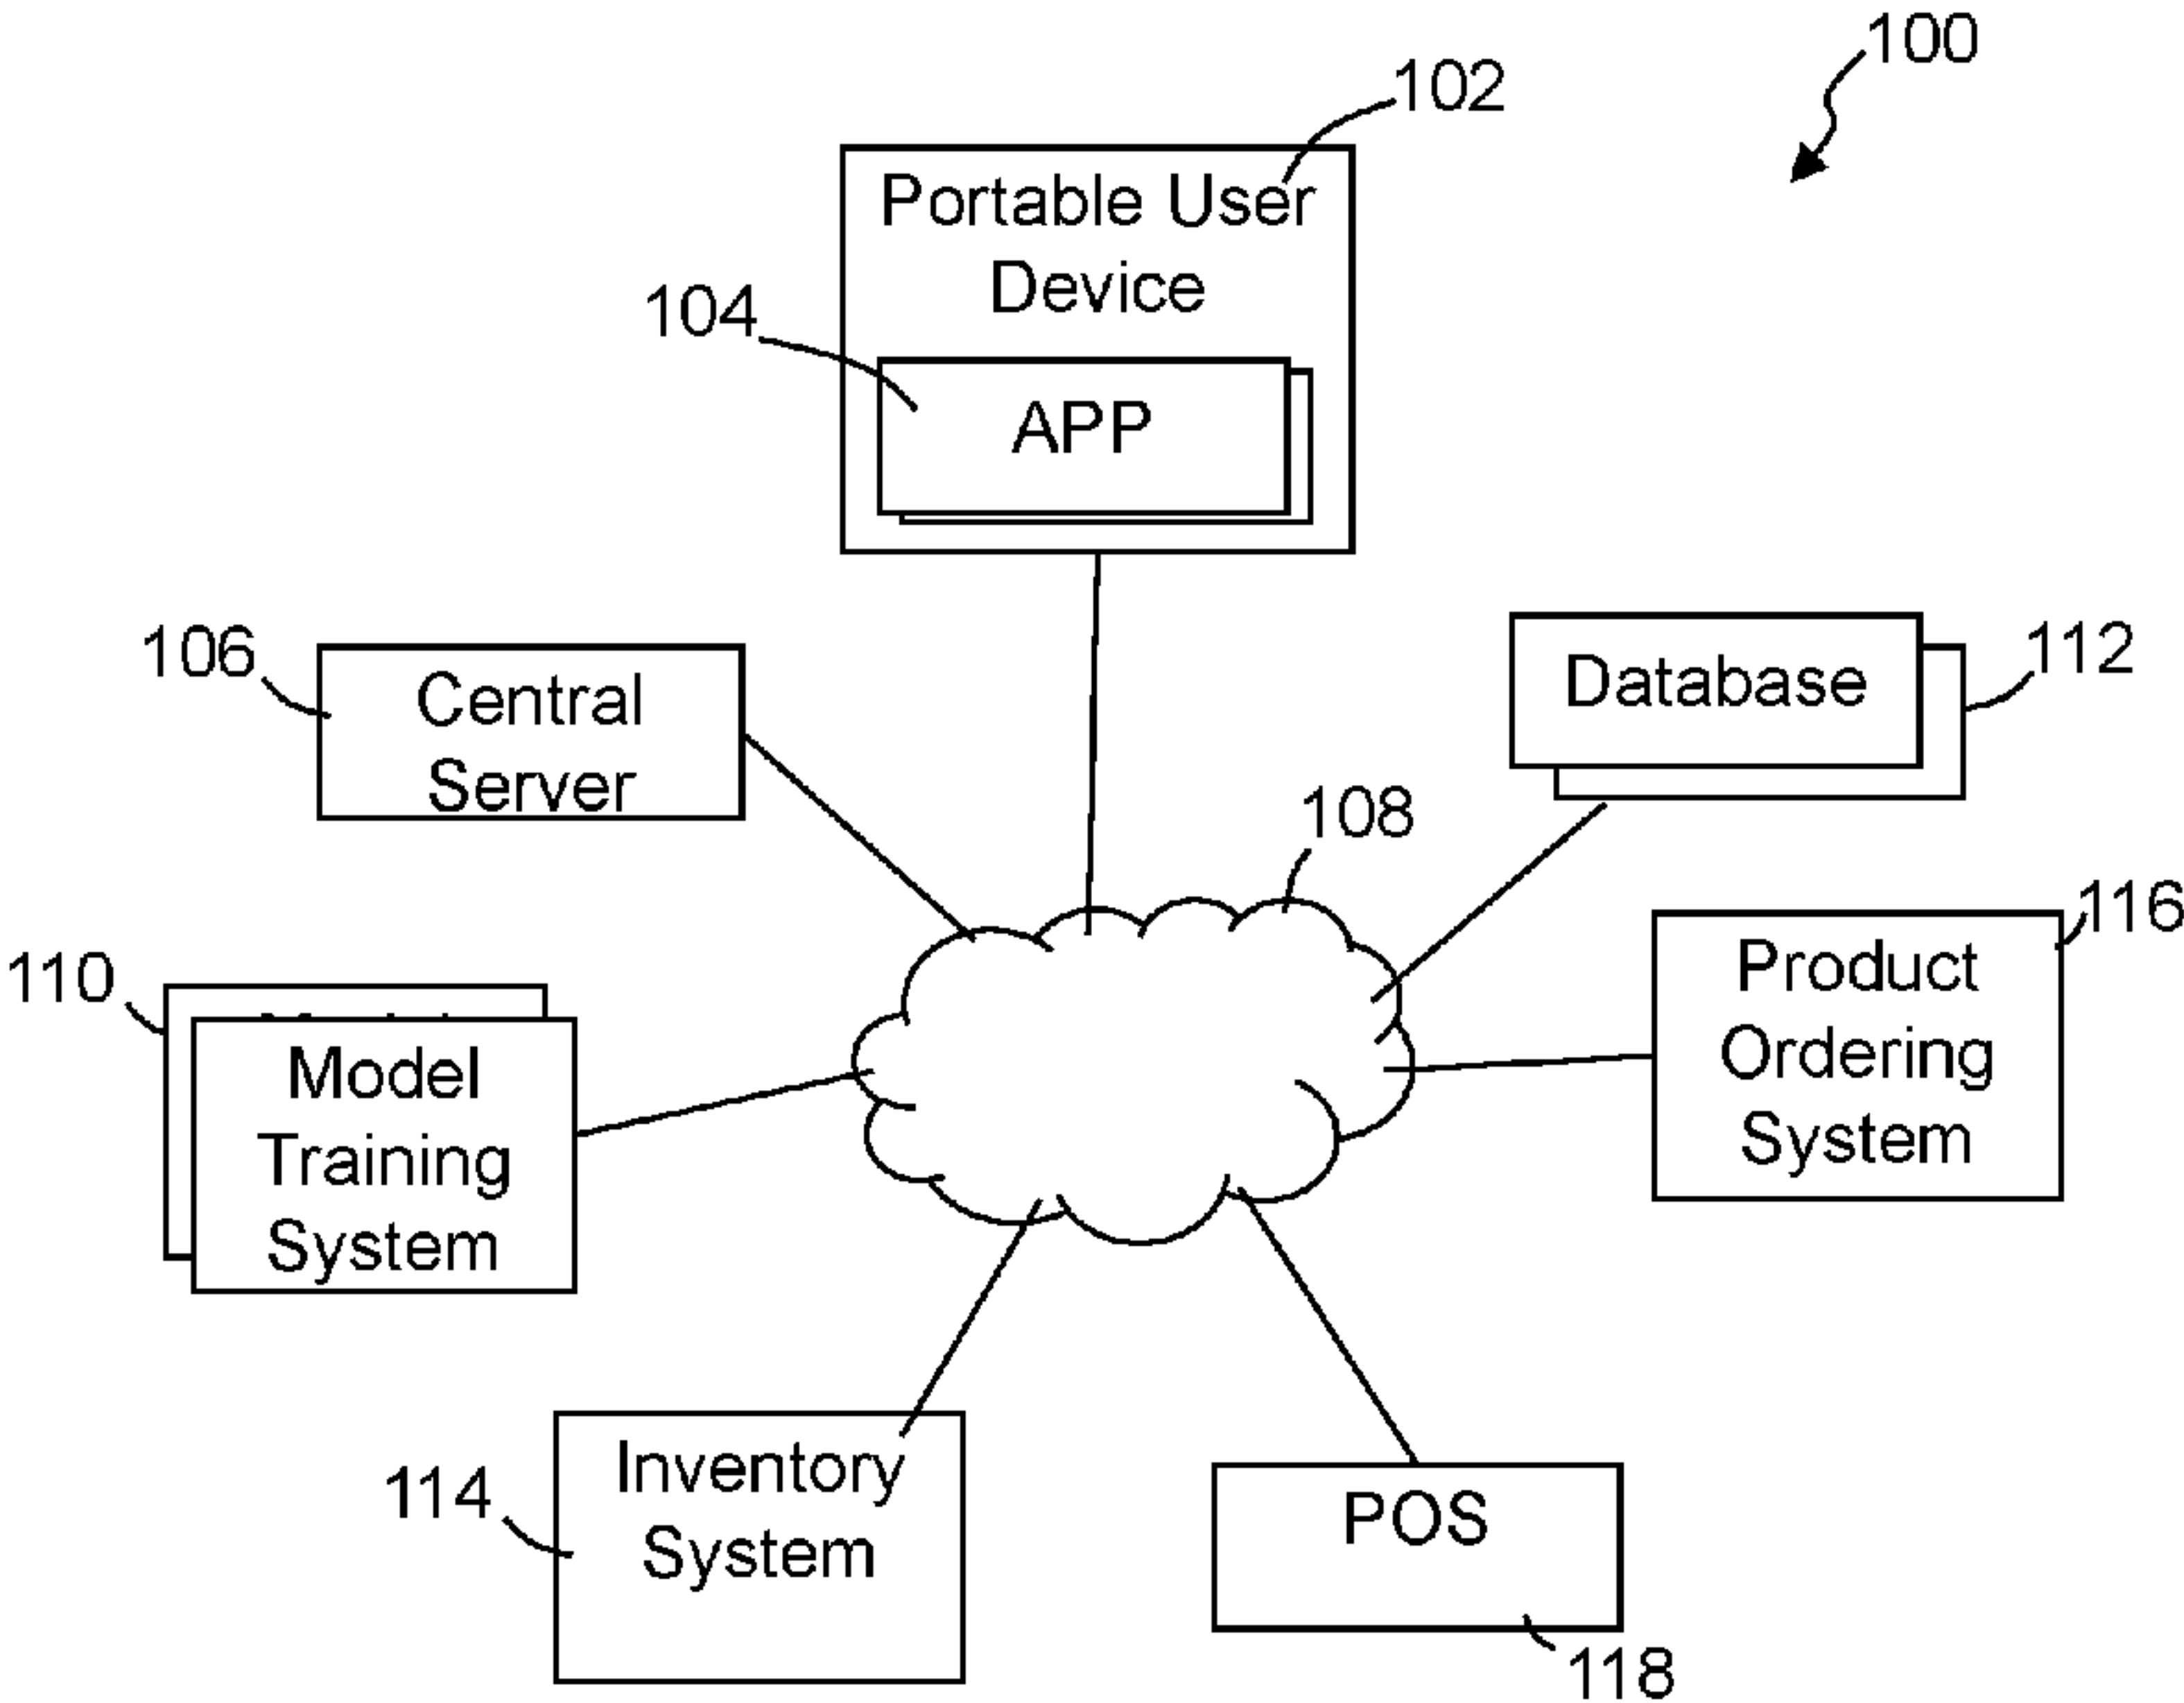 100
102
Portable User
Device
104
APP
106
Central
Server
Database
112
108
116
Product
Ordering
System
110
Model
Training
System
114
Inventory
System
POS
118